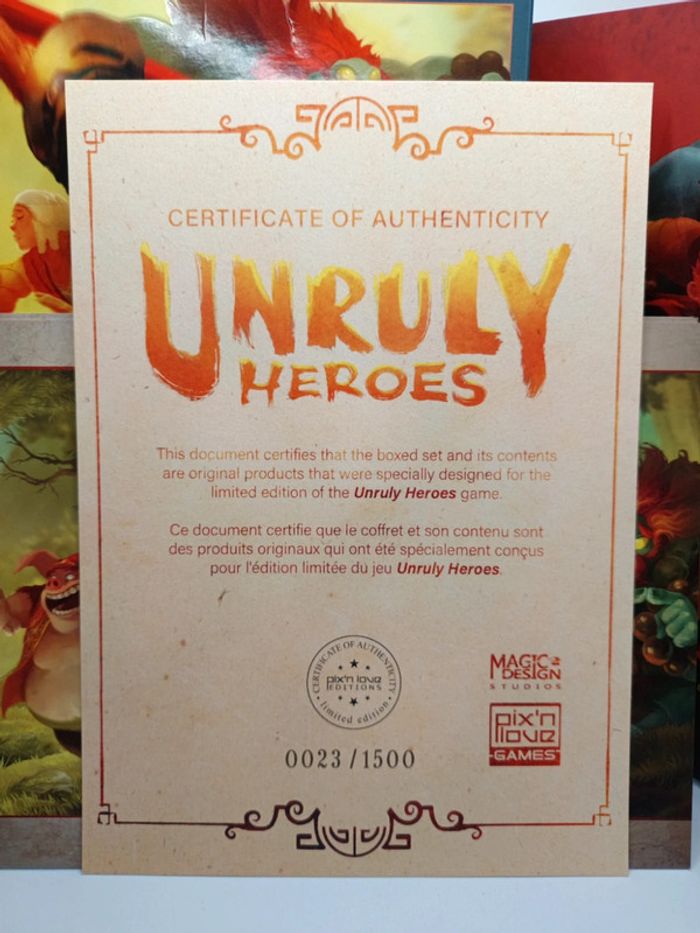 CERTIFICATE OF AUTHENTICITY
UNRULY
HEROES
This document certifies that the boxed set and its contents
are original products that were specially designed for the
limited edition of the Unruly Heroes game.
Ce document certifie que le coffret et son contenu sont
des produits originaux qui ont été spécialement conçus
pour l'édition limitée du jeu Unruly Heroes.
CERTIFICATE OF AUTHENTICITY
pix'n love
EDITIONS
limited edition
0023/1500
MAGIC
DESIGN
STUDIOS
pix'n
love
GAMES